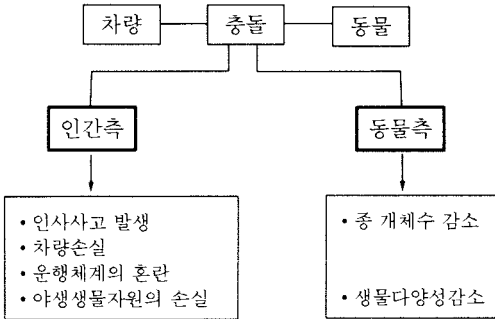 차량 충돌 동물
인간측 동물측
• 인사사고 발생
• 차량손실
• 운행체계의 혼란
• 야생생물자원의 손실
• 종 개체수 감소
• 생물다양성감소